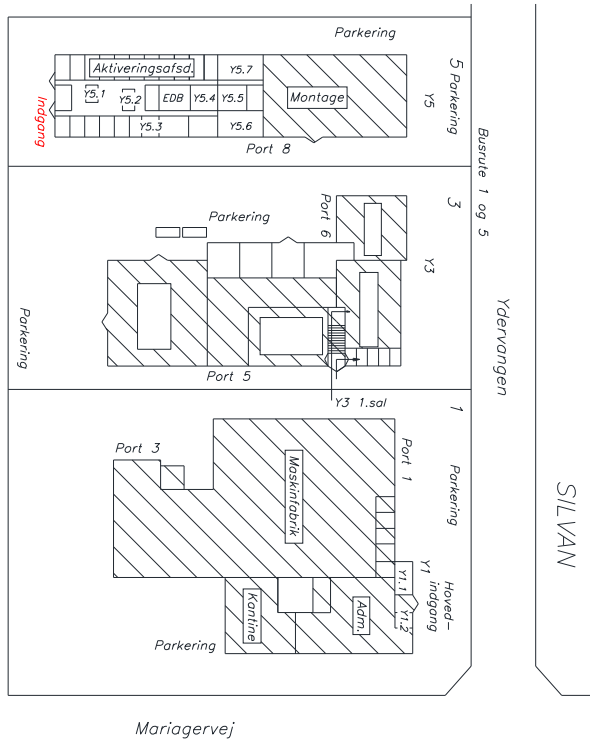 Parkering
5 Parkering
Y5
Aktiveringsafsd.
Y5.7
Y5.1
Y5.2
EDB
Y5.4
Y5.5
Montage
Y5.3
Y5.6
Indgang
Port 8
Busrute 1 og 5
3
Port 6
Parkering
Y3
Ydervangen
Parkering
Port 5
Y3 1.sal
1
Port 3
Port 1
Parkering
Maskinfabrik
SILVAN
Y1
Hoved-
indgang
Y1.1
Y1.2
Kantine
Adm.
Parkering
Mariagervej